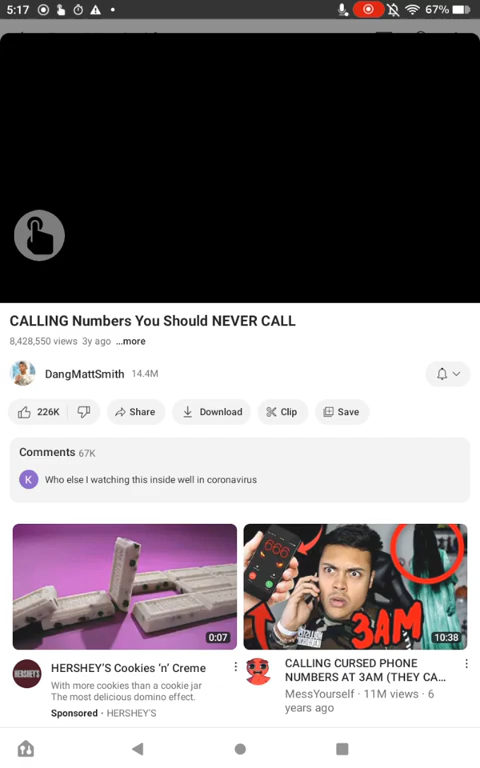 5:17
67%
CALLING Numbers You Should NEVER CALL
8,428,550 views 3y ago ...more
DangMattSmith 14.4M
226K Share Download Clip Save
Comments 67K
K Who else I watching this inside well in coronavirus
0:07
666
3AM
10:38
HERSHEY'S
HERSHEY'S Cookies 'n' Creme
With more cookies than a cookie jar
The most delicious domino effect.
Sponsored · HERSHEY'S
CALLING CURSED PHONE
NUMBERS AT 3AM (THEY CA...
MessYourself · 11M views · 6
years ago